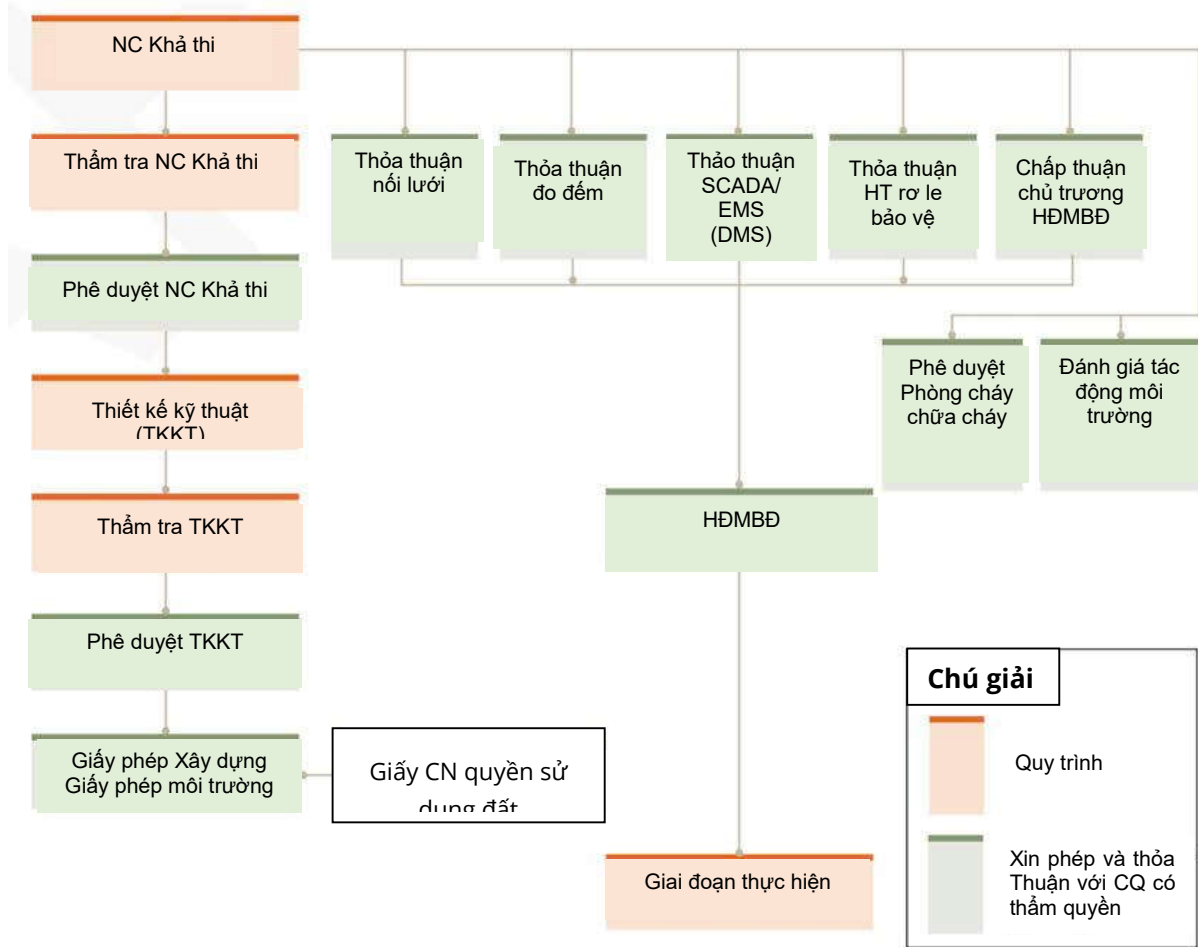 NC Khả thi
Thẩm tra NC Khả thi
Phê duyệt NC Khả thi
Thiết kế kỹ thuật
(TKKT)
Thẩm tra TKKT
Phê duyệt TKKT
Giấy phép Xây dựng
Giấy phép môi trường
Giấy CN quyền sử
dụng đất
Thỏa thuận
nối lưới
Thỏa thuận
đo đếm
Thảo thuận
SCADA/
EMS
(DMS)
Thỏa thuận
HT rơ le
bảo vệ
Chấp thuận
chủ trương
HĐMBĐ
Phê duyệt
Phòng cháy
chữa cháy
Đánh giá tác
động môi
trường
HĐMBĐ
Giai đoạn thực hiện
Chú giải
Quy trình
Xin phép và thỏa
Thuận với CQ có
thẩm quyền